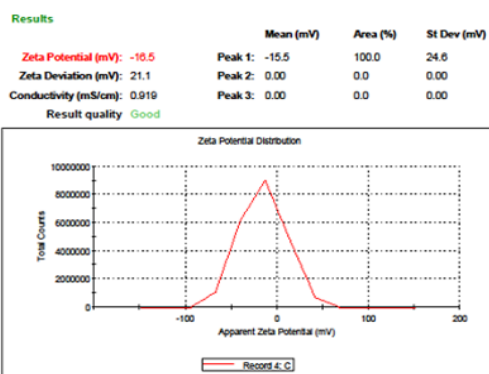 Results
Mean (mV) Area (%) St Dev (mV)
Zeta Potential (mV): -16.5 Peak 1: -15.5 100.0 24.6
Zeta Deviation (mV): 21.1 Peak 2: 0.00 0.0 0.00
Conductivity (mS/cm): 0.919 Peak 3: 0.00 0.0 0.00
Result quality Good
Zeta Potential Distribution
10000000
8000000
6000000
4000000
2000000
0
Total Counts
-100 0 100 200
Apparent Zeta Potential (mV)
Record 4: C